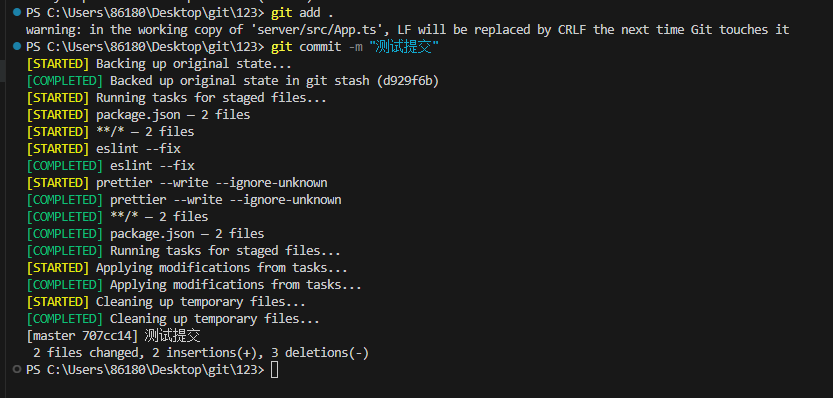 PS C:\Users\86180\Desktop\git\123> git add .
warning: in the working copy of 'server/src/App.ts', LF will be replaced by CRLF the next time Git touches it
PS C:\Users\86180\Desktop\git\123> git commit -m "测试提交"
[STARTED] Backing up original state...
[COMPLETED] Backed up original state in git stash (d929f6b)
[STARTED] Running tasks for staged files...
[STARTED] package.json — 2 files
[STARTED] **/* — 2 files
[STARTED] eslint --fix
[COMPLETED] eslint --fix
[STARTED] prettier --write --ignore-unknown
[COMPLETED] prettier --write --ignore-unknown
[COMPLETED] **/* — 2 files
[COMPLETED] package.json — 2 files
[COMPLETED] Running tasks for staged files...
[STARTED] Applying modifications from tasks...
[COMPLETED] Applying modifications from tasks...
[STARTED] Cleaning up temporary files...
[COMPLETED] Cleaning up temporary files...
[master 707cc14] 测试提交
 2 files changed, 2 insertions(+), 3 deletions(-)
PS C:\Users\86180\Desktop\git\123>